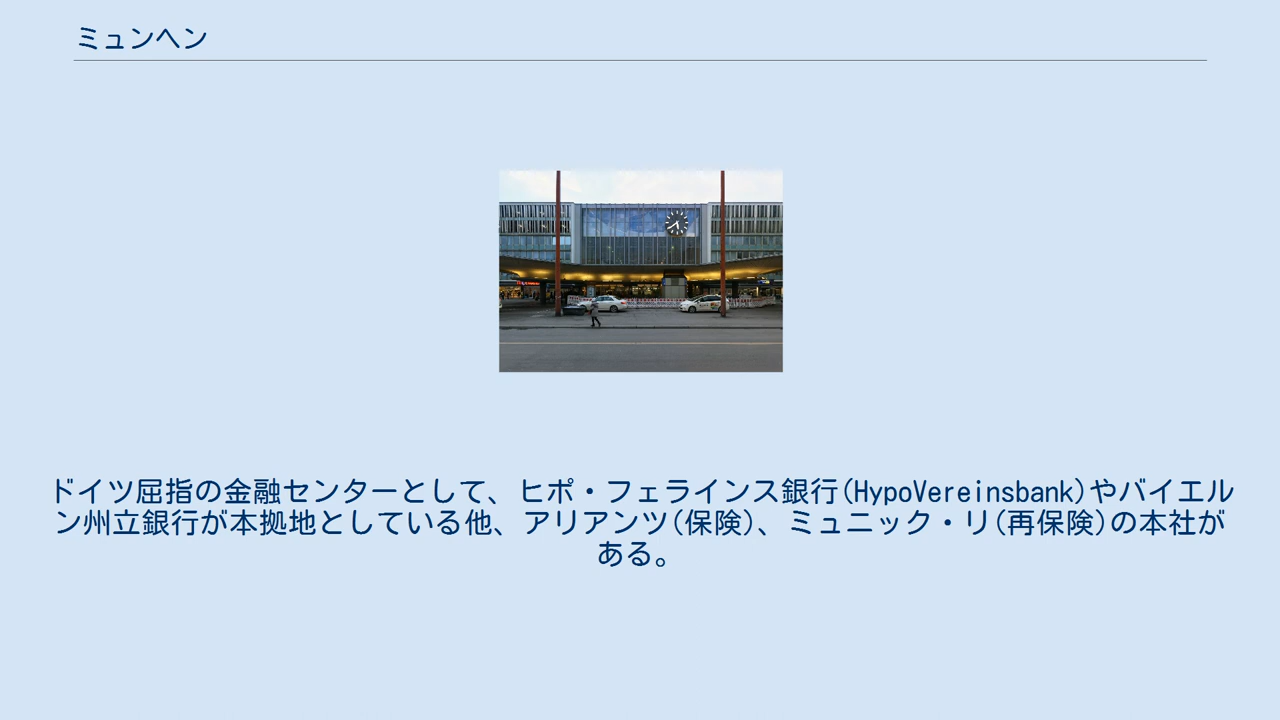 ミュンヘン
ドイツ屈指の金融センターとして、ヒポ・フェラインス銀行(HypoVereinsbank)やバイエル
ン州立銀行が本拠地としている他、アリアンツ(保険)、ミュニック・リ(再保険)の本社が
ある。